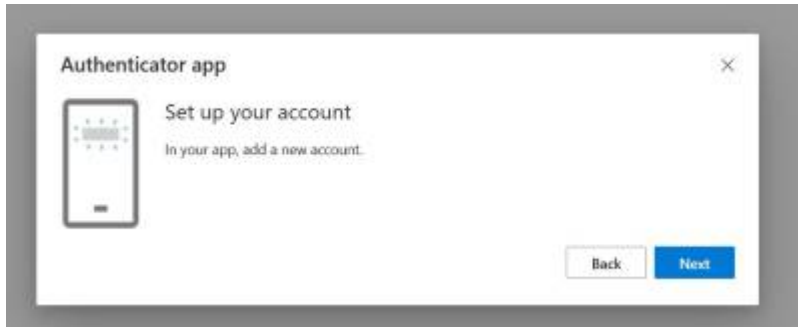 Authenticator app
Set up your account
In your app, add a new account.
Back
Next